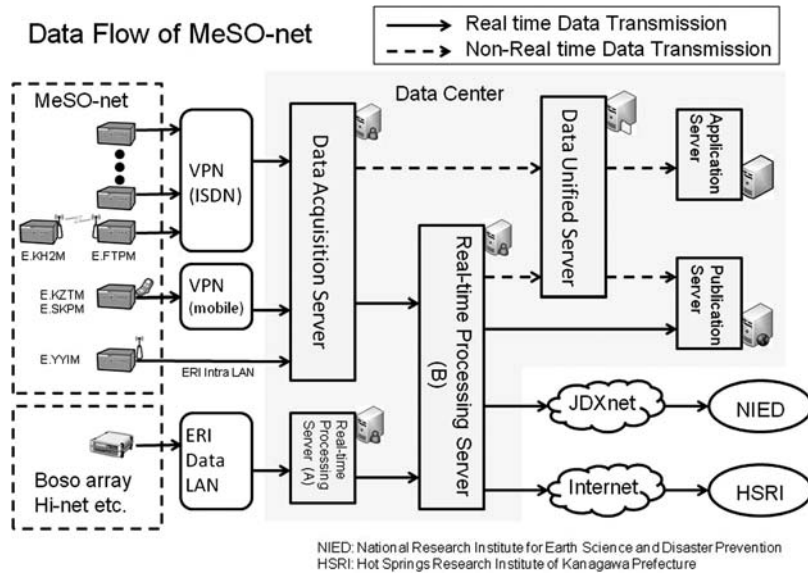 Data Flow of MeSO-net
Real time Data Transmission
Non-Real time Data Transmission
MeSO-net
E.KH2M
E.FTPM
E.KZTM
E.SKPM
E.YYIM
VPN
(ISDN)
VPN
(mobile)
ERI Intra LAN
Boso array
Hi-net etc.
ERI
Data
LAN
Data Center
Data Acquisition Server
Real-time
Processing
Server (A)
Real-time Processing Server
(B)
Data Unified Server
Application
Server
Publication
Server
JDXnet
NIED
Internet
HSRI
NIED: National Research Institute for Earth Science and Disaster Prevention
HSRI: Hot Springs Research Institute of Kanagawa Prefecture